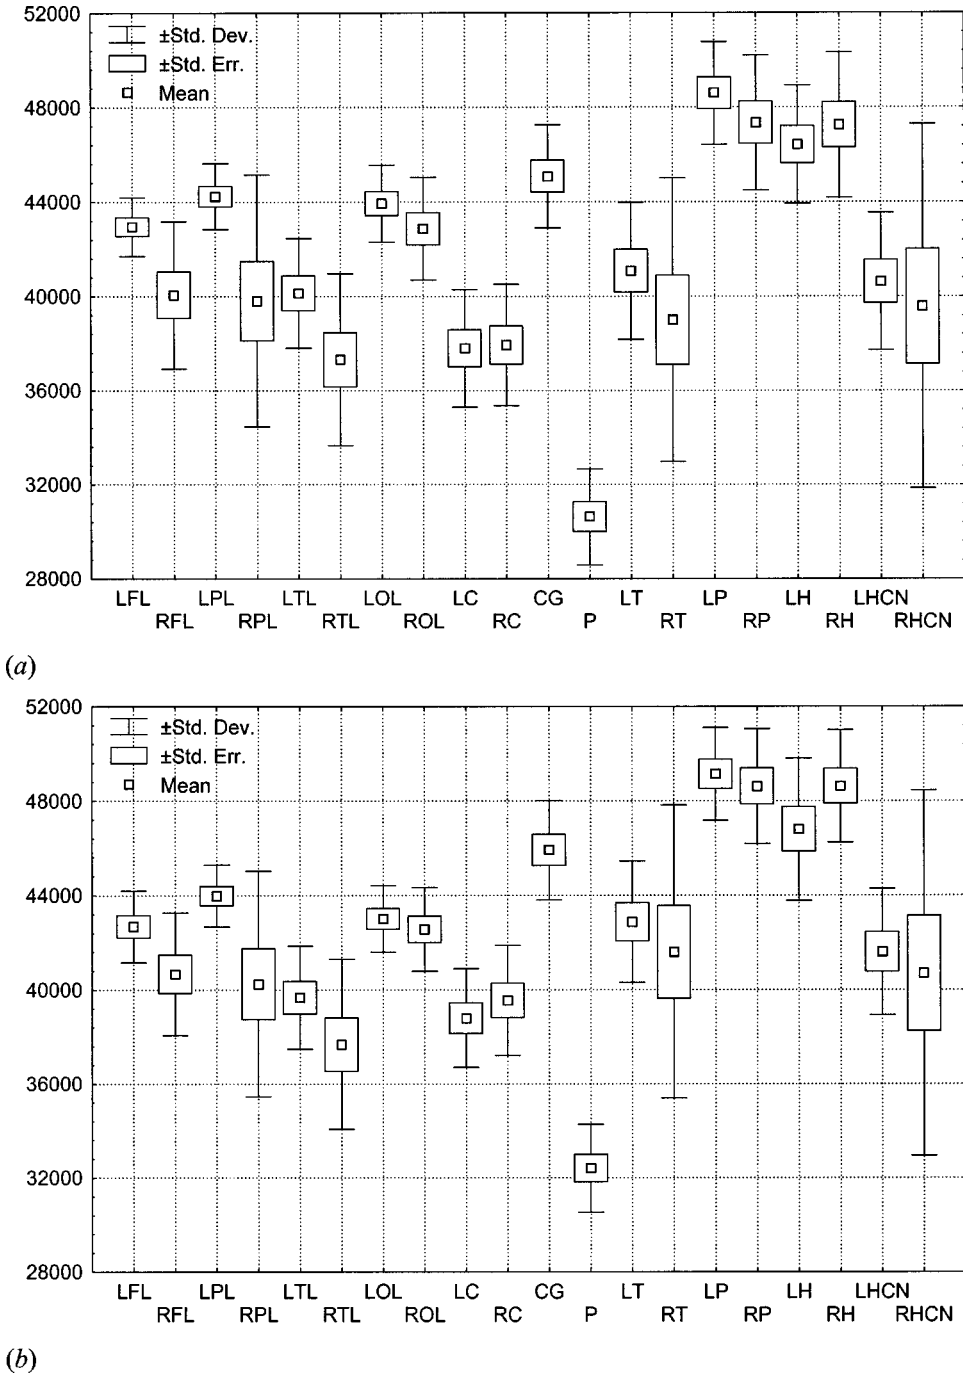 52000
±Std. Dev.
±Std. Err.
48000
Mean
44000
40000
36000
32000
28000
LFL LPL LTL LOL LC CG LT LP LH LHCN
RFL RPL RTL ROL RC P RT RP RH RHCN
(a)
52000
±Std. Dev.
±Std. Err.
Mean
48000
44000
40000
36000
32000
28000
LFL LPL LTL LOL LC CG LT LP LH LHCN
RFL RPL RTL ROL RC P RT RP RH RHCN
(b)